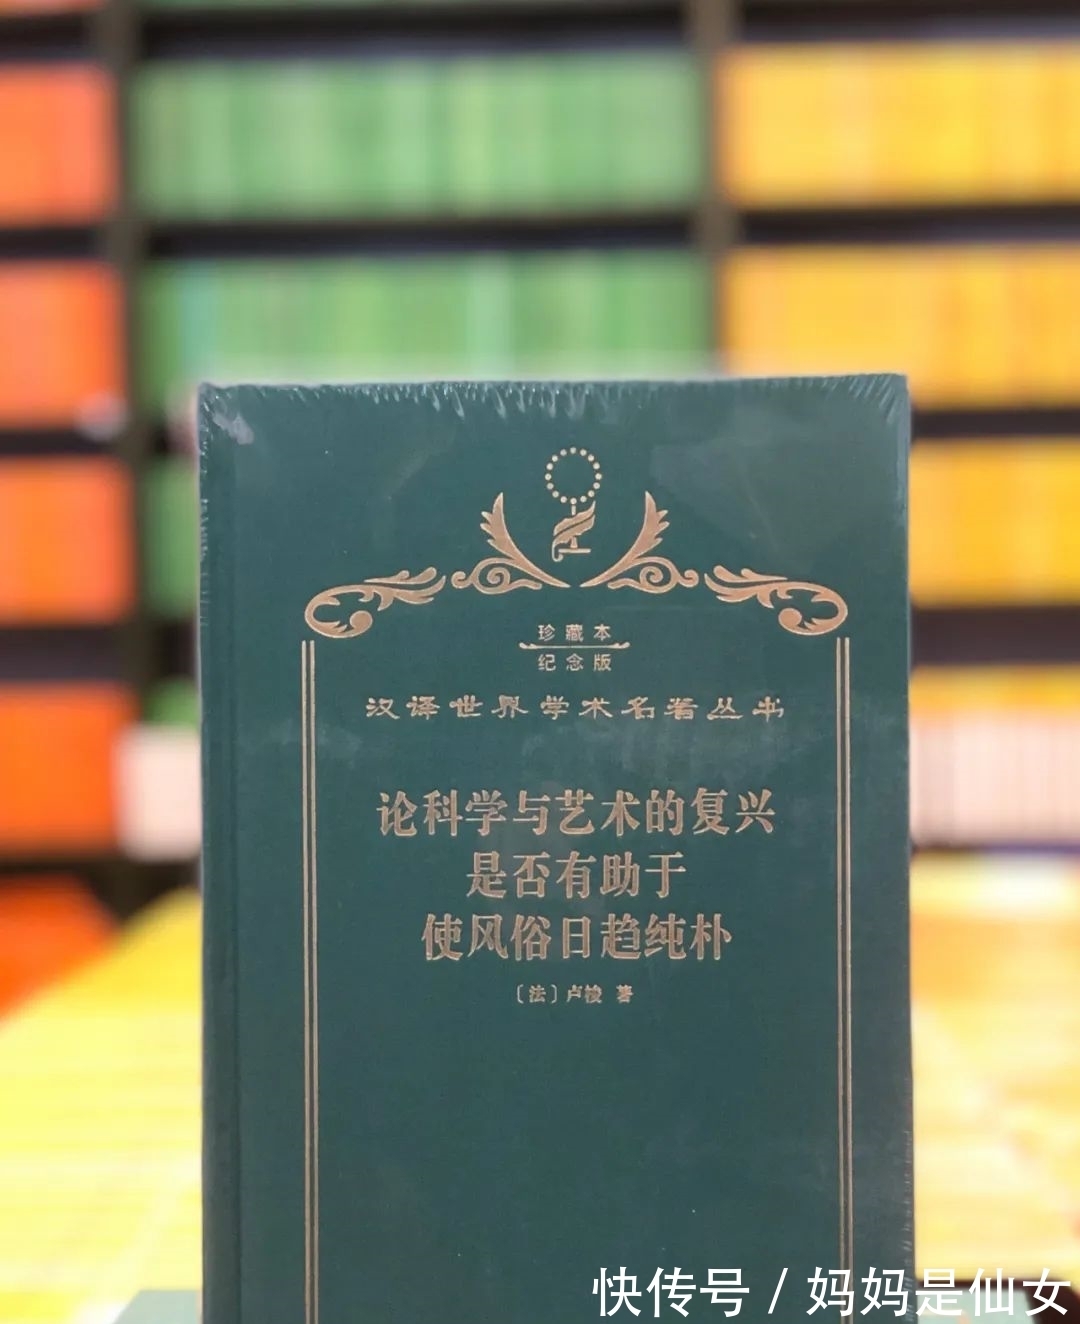 珍藏本
纪念版
汉译世界学术名著丛书
论科学与艺术的复兴
是否有助于
使风俗日趋纯朴
〔法〕卢梭 著
快传号 / 妈妈是仙女